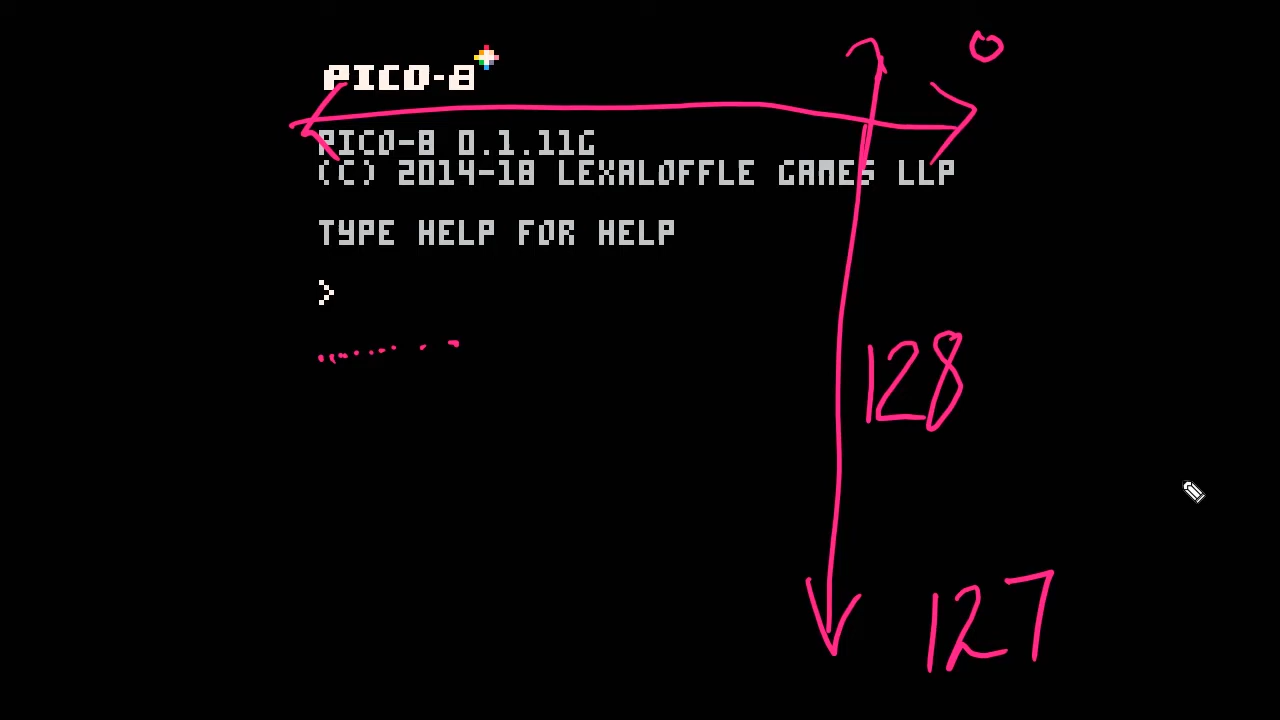 0
PICO-8
PICO-8 0.1.11G
(C) 2014-18 LEXALOFFLE GAMES LLP
TYPE HELP FOR HELP
>
128
127